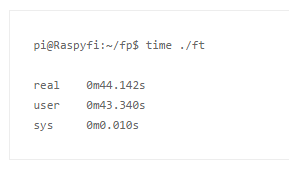 pi@Raspyfi:~/fp$ time ./ft
real    0m44.142s
user    0m43.340s
sys     0m0.010s